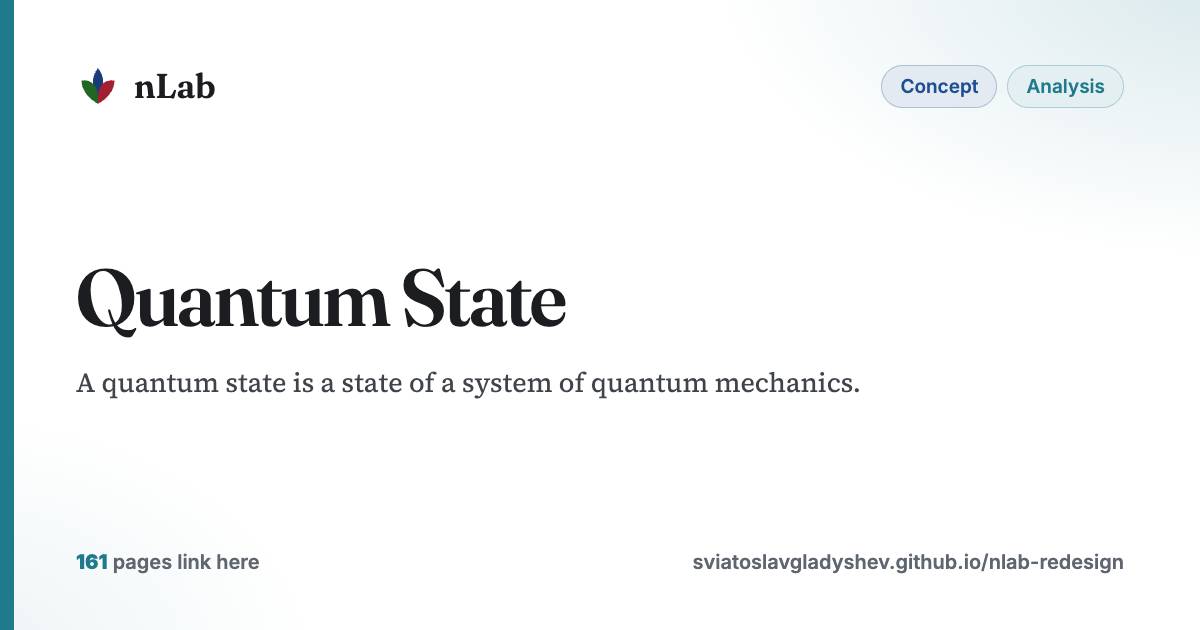 nLab
Concept
Analysis
Quantum State
A quantum state is a state of a system of quantum mechanics.
161 pages link here
sviatoslavgladyshev.github.io/nlab-redesign